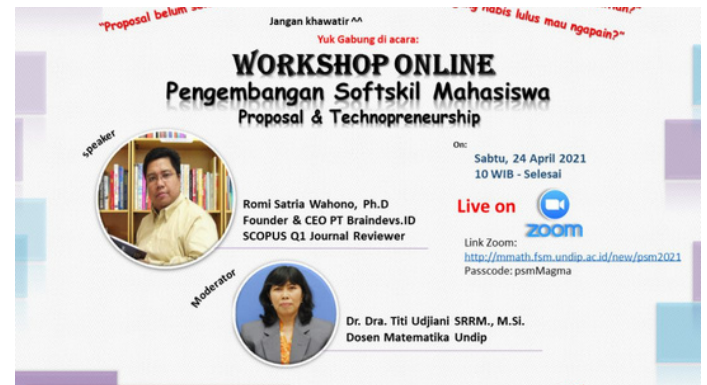 "Proposal belum
habis lulus mau ngapain?"
Jangan khawatir ^^
Yuk Gabung di acara:
WORKSHOP ONLINE
Pengembangan Softskil Mahasiswa
Proposal & Technopreneurship
speaker
On:
Sabtu, 24 April 2021
10 WIB - Selesai
Romi Satria Wahono, Ph.D
Founder & CEO PT Braindevs.ID
SCOPUS Q1 Journal Reviewer
Live on
zoom
Link Zoom:
http://mmath.fsm.undip.ac.id/new/psm2021
Passcode: psmMagma
Moderator
Dr. Dra. Titi Udjiani SRRM., M.Si.
Dosen Matematika Undip